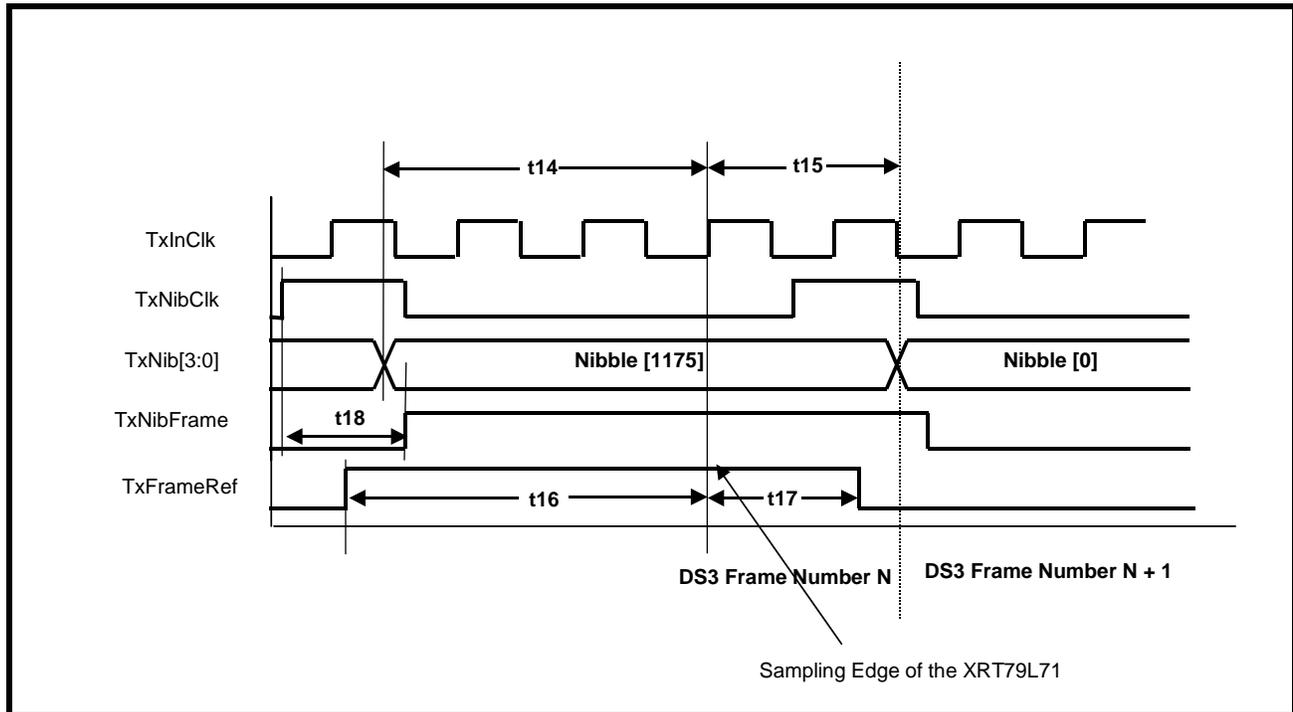 t14
t15
TxInClk
TxNibClk
TxNib[3:0]
Nibble [1175]
Nibble [0]
TxNibFrame
t18
TxFrameRef
t16
t17
DS3 Frame Number N
DS3 Frame Number N + 1
Sampling Edge of the XRT79L71